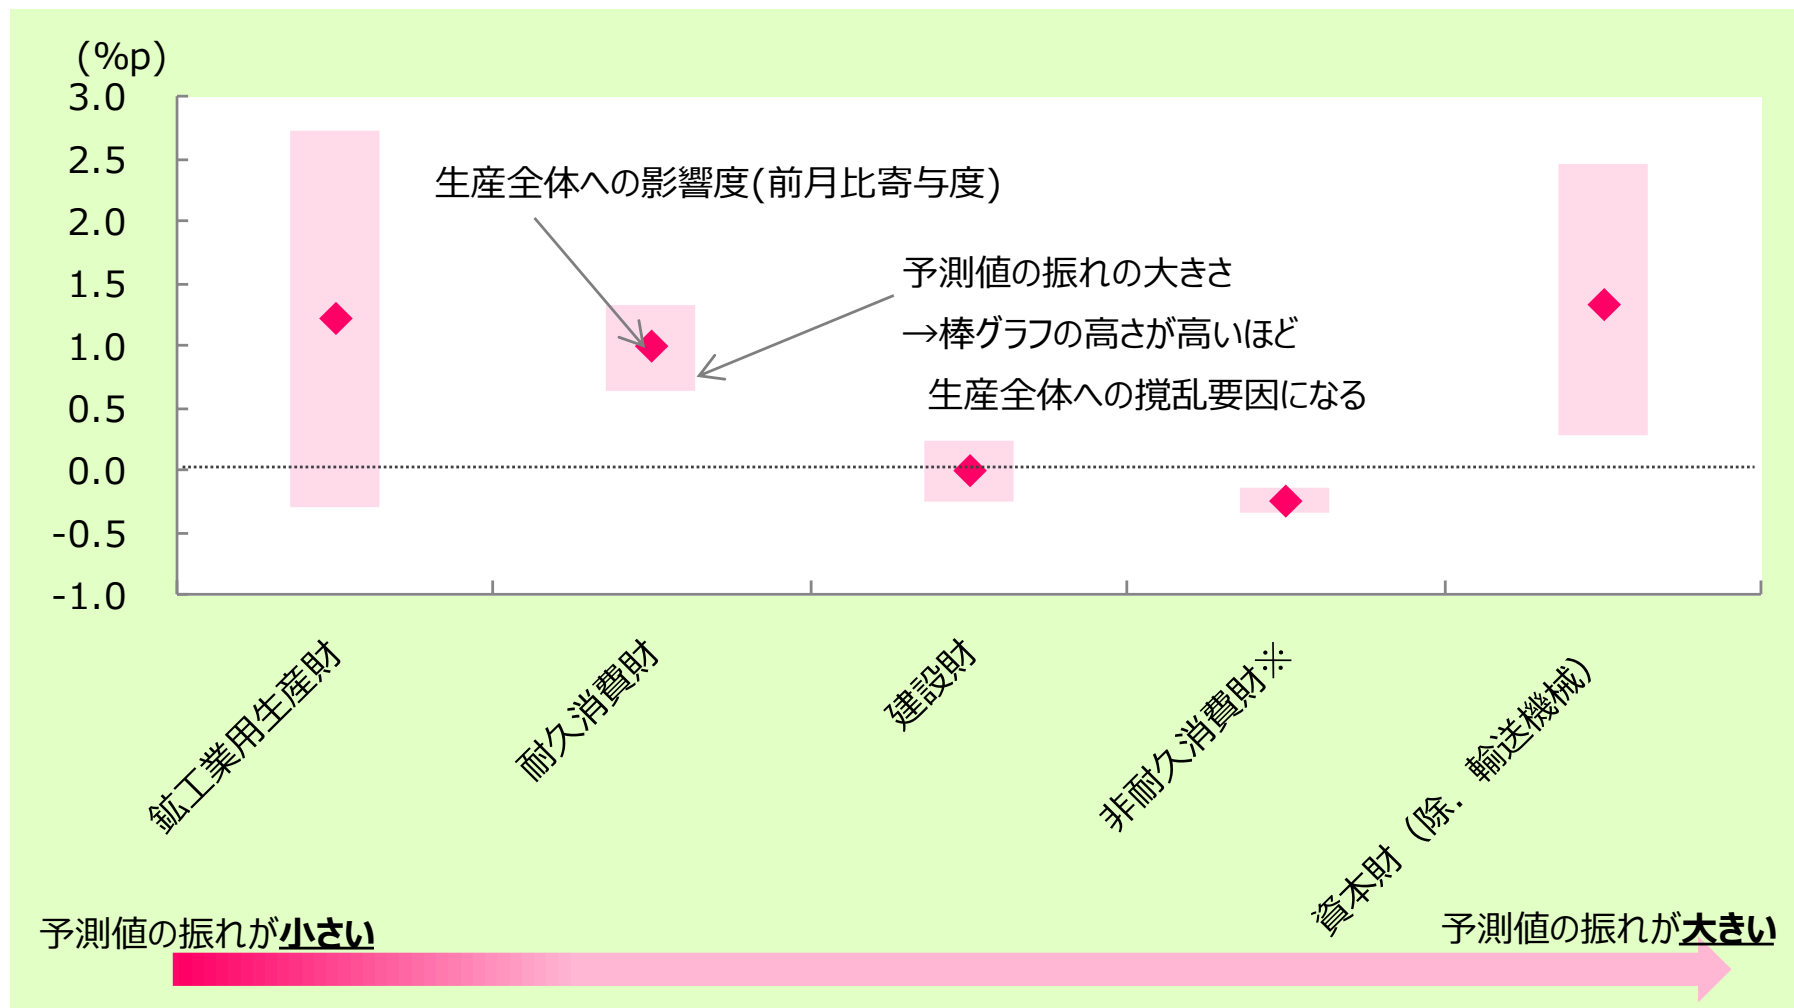 (%p)
3.0
2.5
2.0
1.5
1.0
0.5
0.0
-0.5
-1.0
生産全体への影響度(前月比寄与度)
予測値の振れの大きさ
→棒グラフの高さが高いほど
生産全体への撹乱要因になる
鉱工業用生産財
耐久消費財
建設財
非耐久消費財※
資本財（除．輸送機械）
予測値の振れが小さい
予測値の振れが大きい